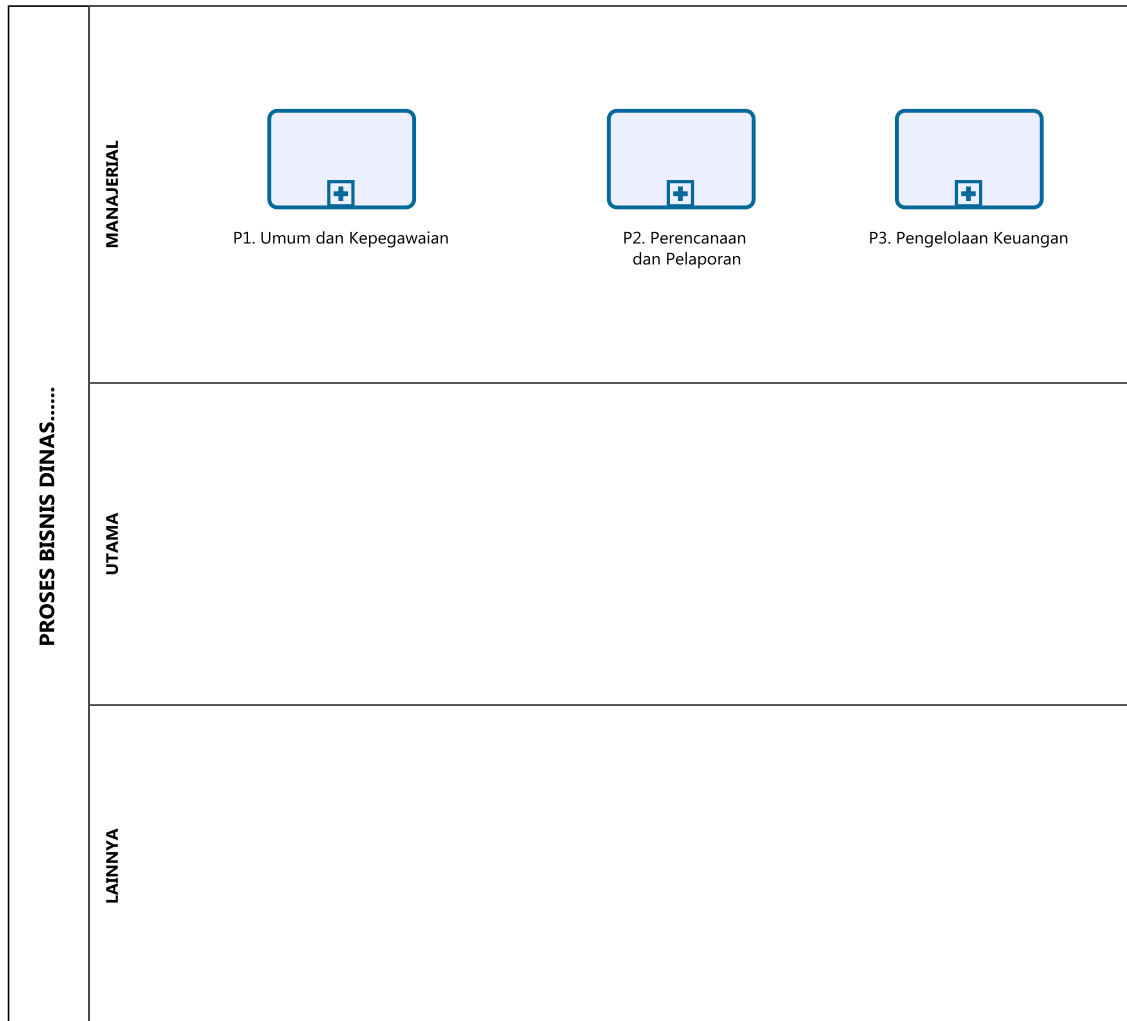 PROSES BISNIS DINAS......
MANAJERIAL
P1. Umum dan Kepegawaian
P2. Perencanaan
dan Pelaporan
P3. Pengelolaan Keuangan
UTAMA
LAINNYA